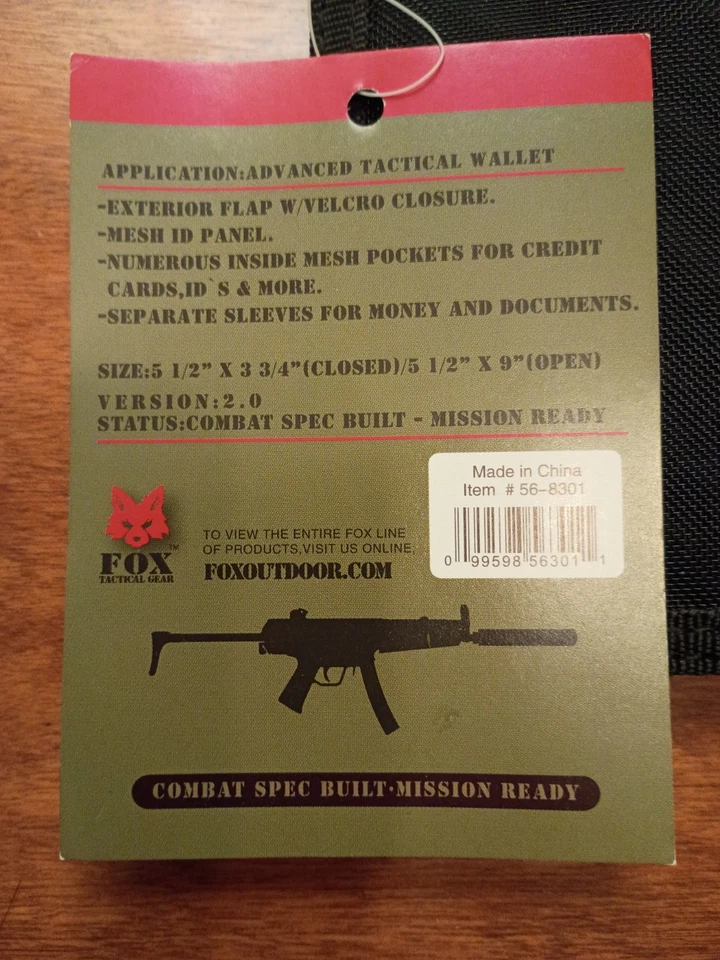 APPLICATION:ADVANCED TACTICAL WALLET
-EXTERIOR FLAP W/VELCRO CLOSURE.
-MESH ID PANEL.
-NUMEROUS INSIDE MESH POCKETS FOR CREDIT
CARDS,ID`S & MORE.
-SEPARATE SLEEVES FOR MONEY AND DOCUMENTS.
SIZE:5 1/2" X 3 3/4"(CLOSED)/5 1/2" X 9"(OPEN)
VERSION:2.0
STATUS:COMBAT SPEC BUILT - MISSION READY
Made in China
Item # 56-8301
0 99598 56301 1
FOX™
TACTICAL GEAR
TO VIEW THE ENTIRE FOX LINE
OF PRODUCTS,VISIT US ONLINE;
FOXOUTDOOR.COM
COMBAT SPEC BUILT·MISSION READY